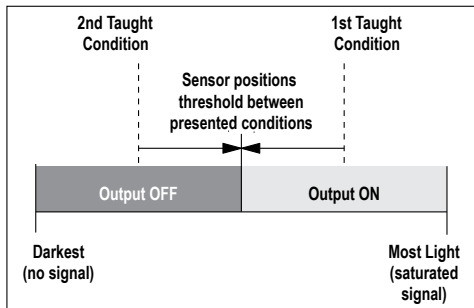 2nd Taught
Condition
1st Taught
Condition
Sensor positions
threshold between
presented conditions
Output OFF
Output ON
Darkest
(no signal)
Most Light
(saturated
signal)